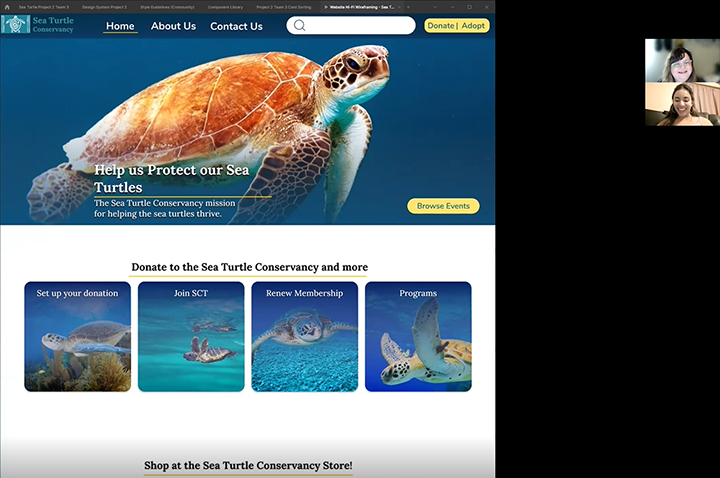 Sea Turtle Project 2 Team 3
Design System Project 2
Style Guidelines (Community)
Component Library
Project 2 Team 3 Card Sorting
Website Hi-Fi Wireframing - Sea T...
Sea Turtle
Conservancy
Home
About Us
Contact Us
Donate | Adopt
Help us Protect our Sea
Turtles
The Sea Turtle Conservancy mission
for helping the sea turtles thrive.
Browse Events
Donate to the Sea Turtle Conservancy and more
Set up your donation
Join SCT
Renew Membership
Programs
Shop at the Sea Turtle Conservancy Store!